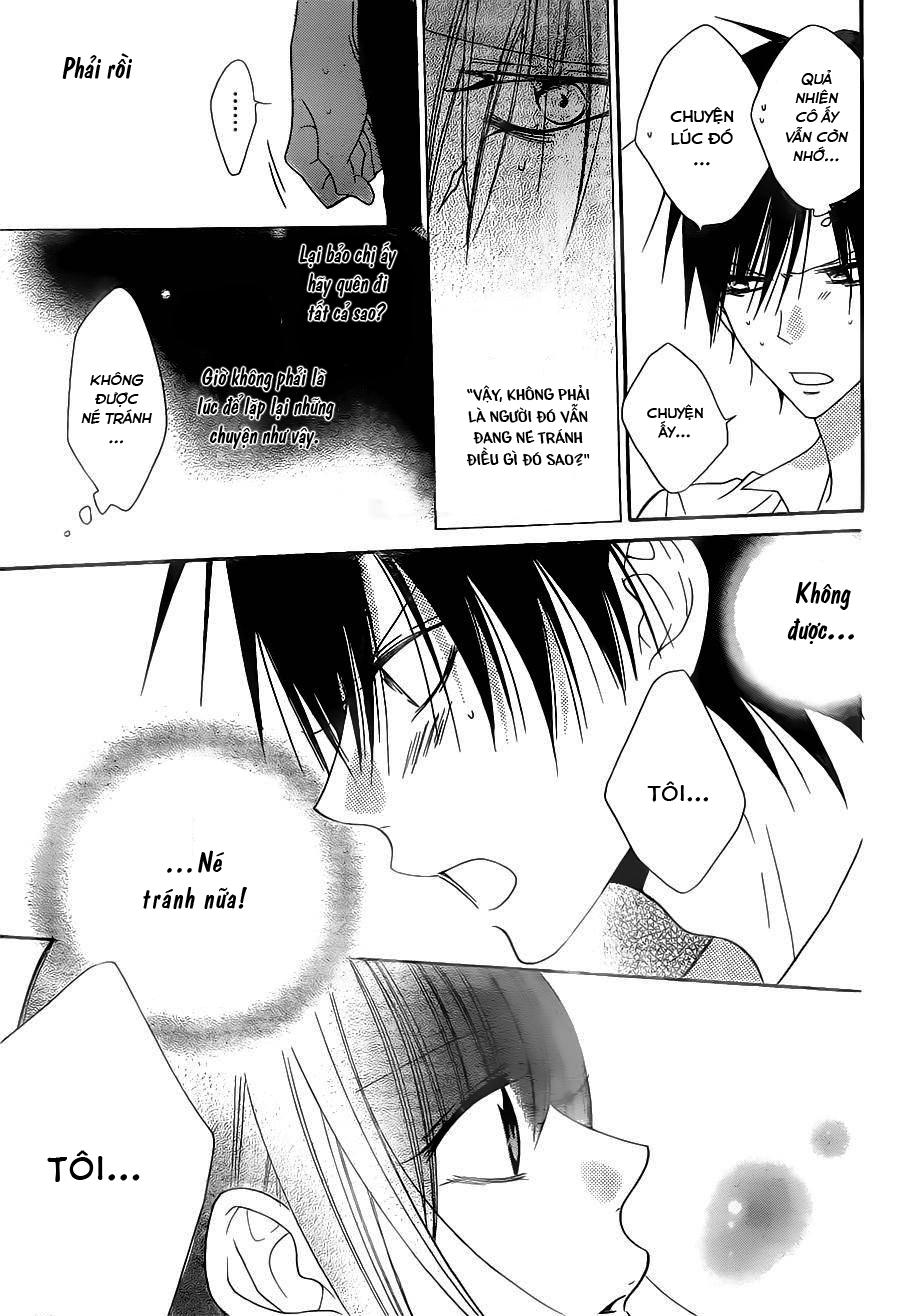 QUẢ
NHIÊN
CÔ ẤY
VẪN CÒN
NHỚ...
CHUYỆN
LÚC ĐÓ
...
CHUYỆN
ẤY...
"VẬY, KHÔNG PHẢI
LÀ NGƯỜI ĐÓ VẪN
ĐANG NÉ TRÁNH
ĐIỀU GÌ ĐÓ SAO?"
......
Phải rồi
Lại bảo chị ấy
hãy quên đi
tất cả sao?
Giờ không phải là
lúc để lặp lại những
chuyện như vậy.
KHÔNG
ĐƯỢC
NÉ TRÁNH
...
Không
được...
TÔI...
...Né
tránh nữa!
TÔI...